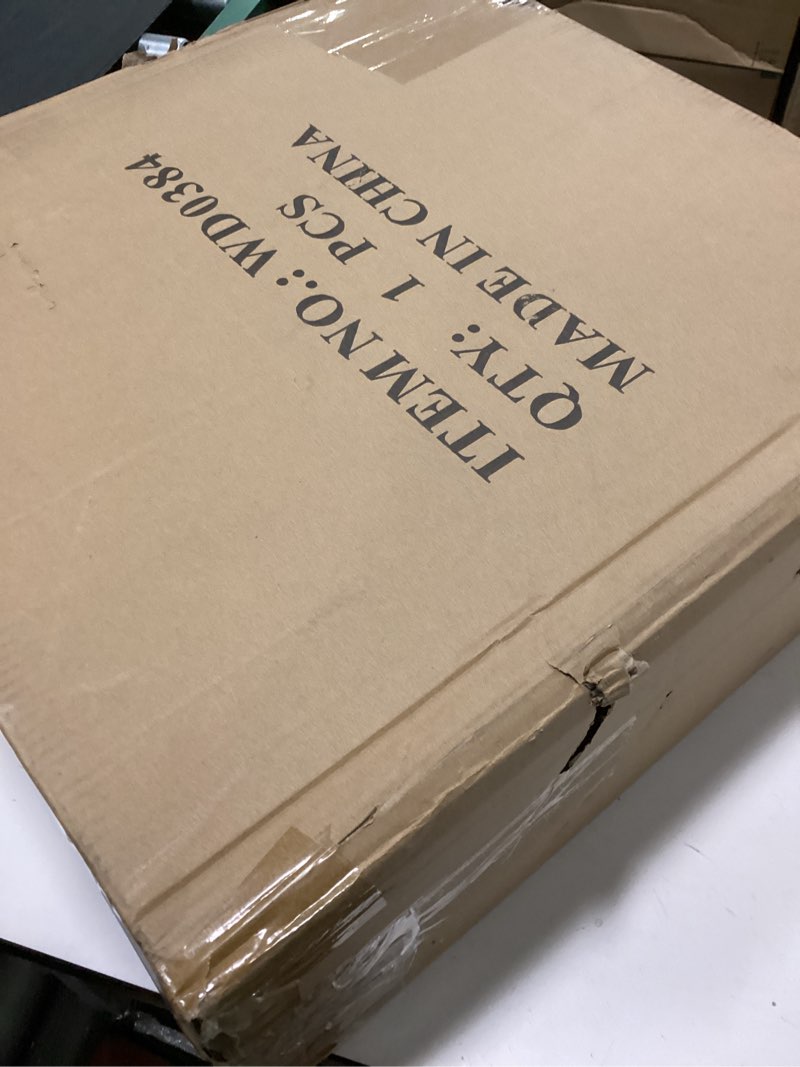 ITEM NO.: WD0384
QTY: 1 PCS
MADE IN CHINA